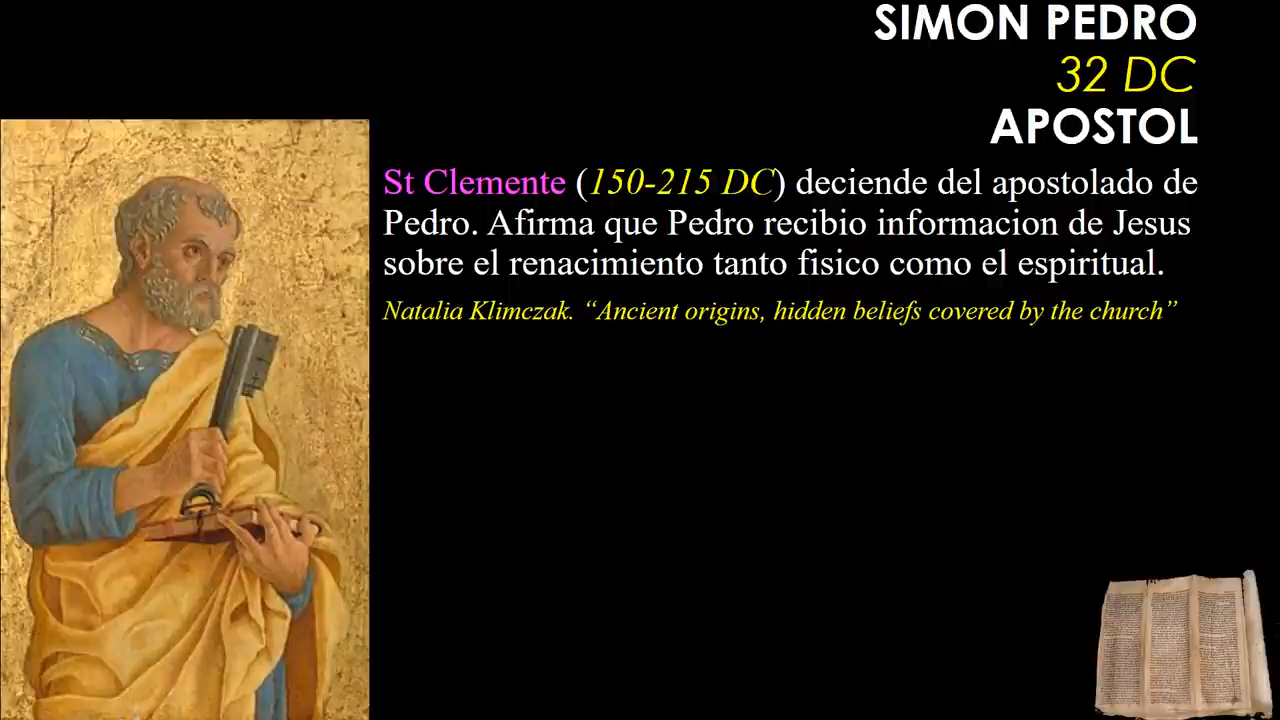 SIMON PEDRO
32 DC
APOSTOL
St Clemente (150-215 DC) deciende del apostolado de
Pedro. Afirma que Pedro recibio informacion de Jesus
sobre el renacimiento tanto fisico como el espiritual.
Natalia Klimczak. “Ancient origins, hidden beliefs covered by the church”